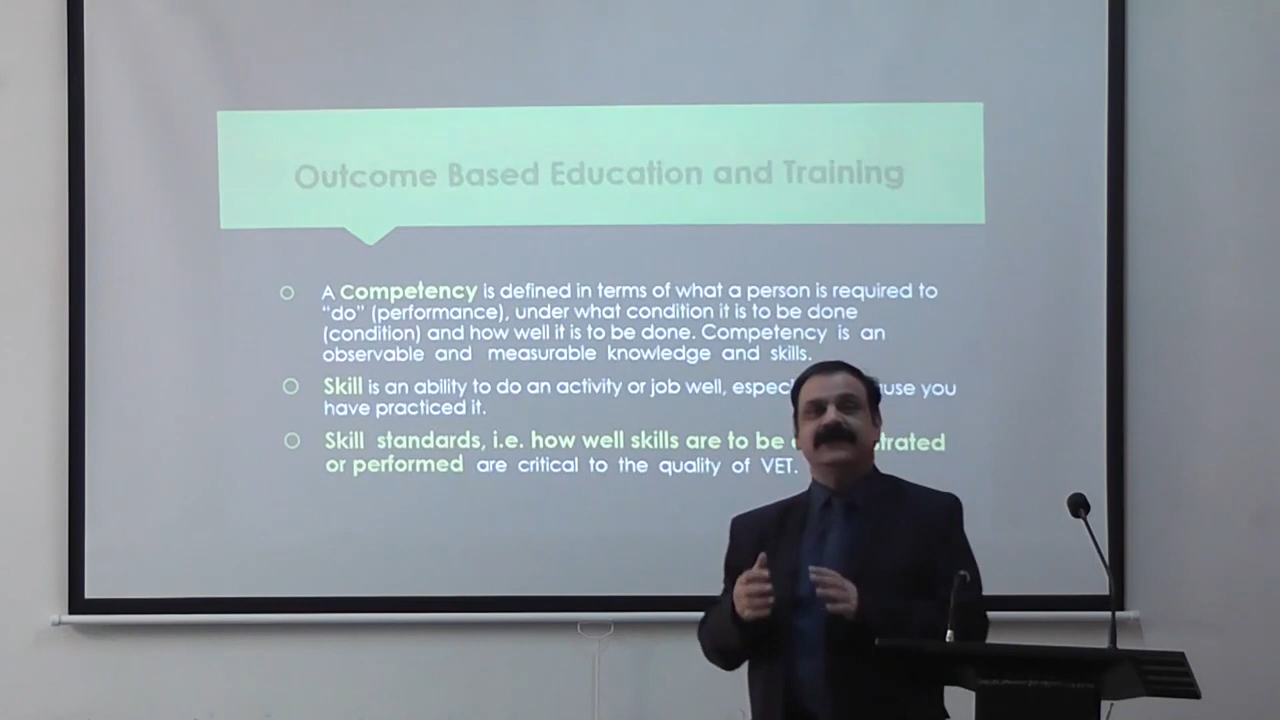 Outcome Based Education and Training
A Competency is defined in terms of what a person is required to
“do” (performance), under what condition it is to be done
(condition) and how well it is to be done. Competency is an
observable and measurable knowledge and skills.
Skill is an ability to do an activity or job well, you
have practiced it.
Skill standards, i.e. how well skills are to be
or performed are critical to the quality of VET.